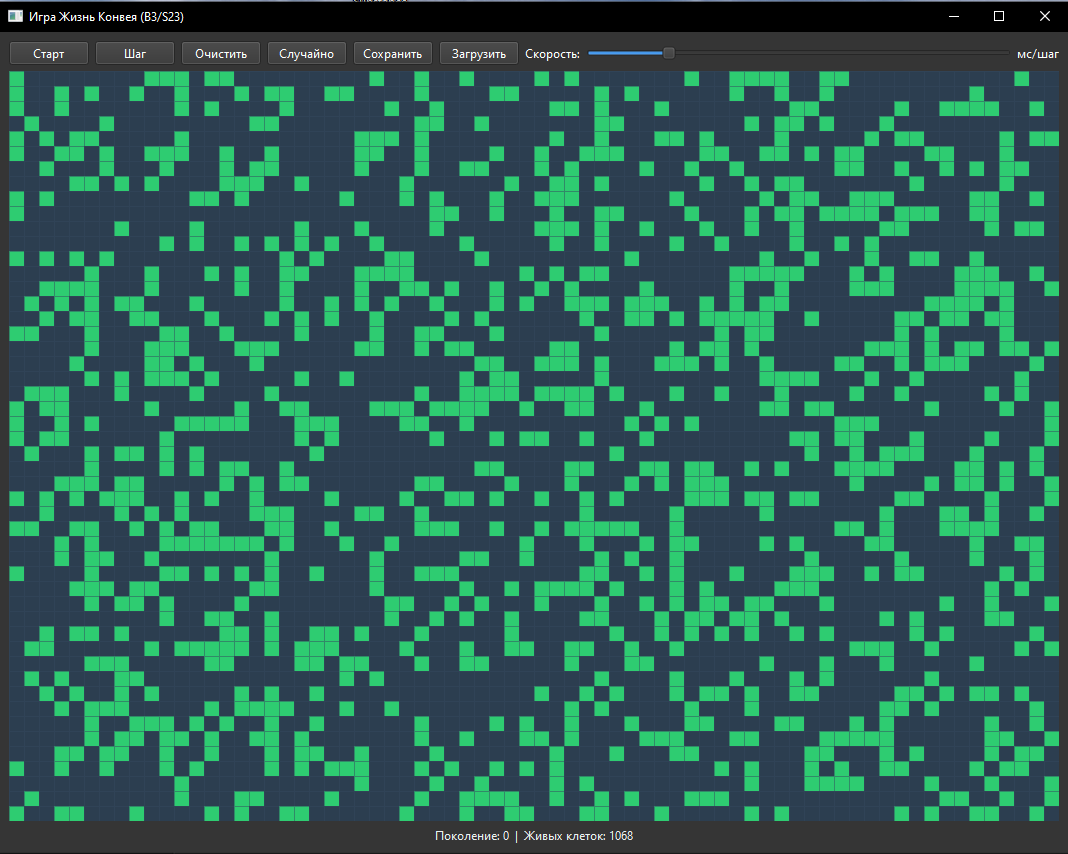 Игра Жизнь Конвея (B3/S23)
Старт Шаг Очистить Случайно Сохранить Загрузить Скорость: мс/шаг
Поколение: 0 | Живых клеток: 1068